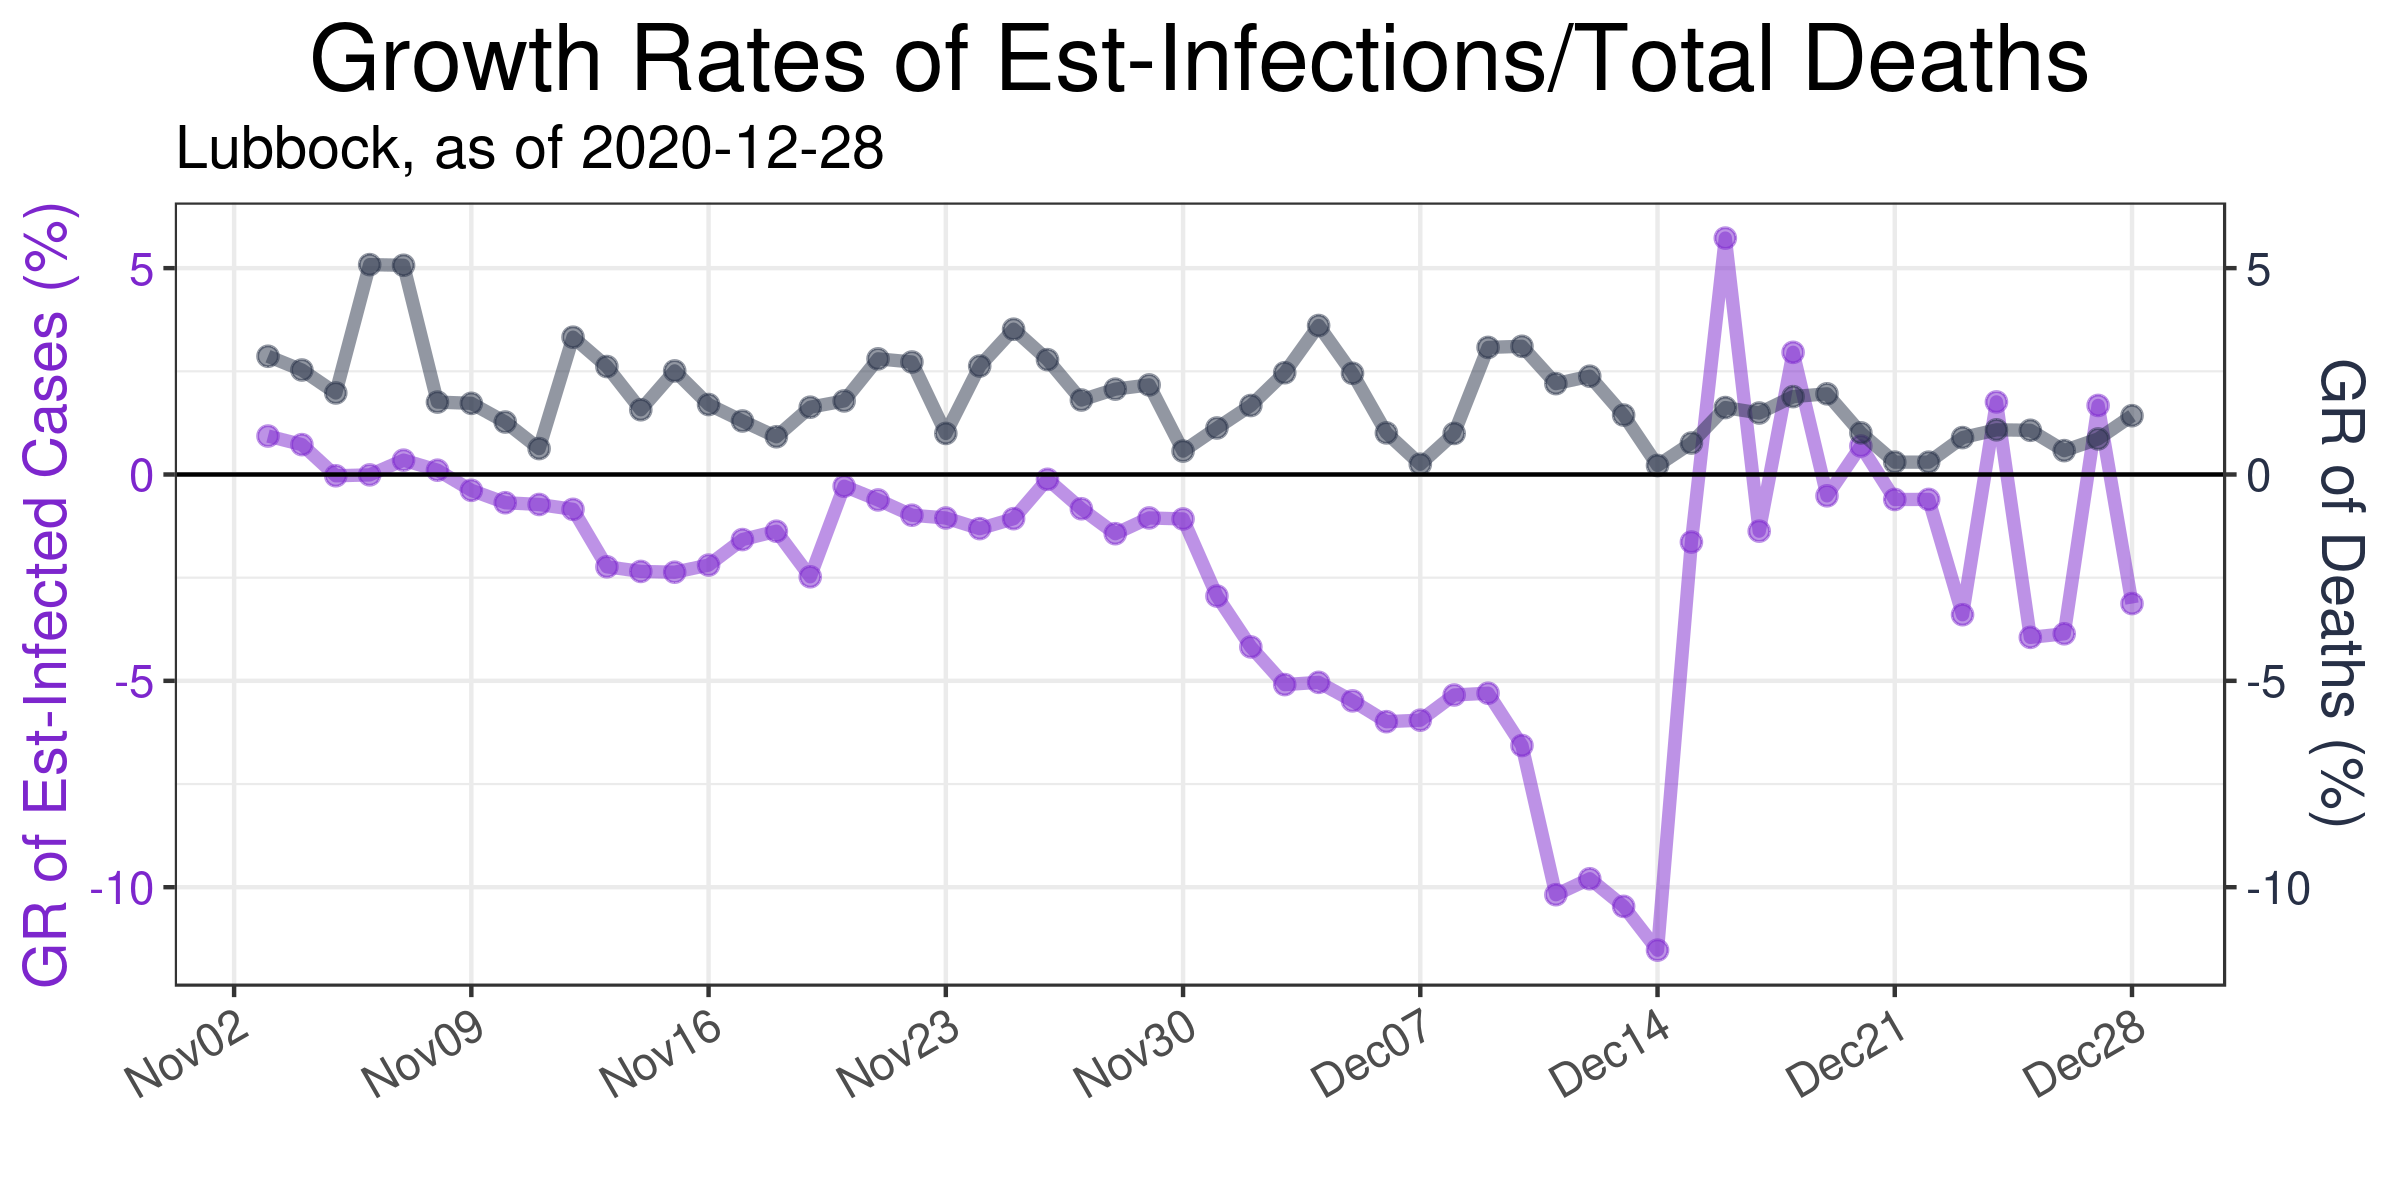 Growth Rates of Est-Infections/Total Deaths
Lubbock, as of 2020-12-28
GR of Est-Infected Cases (%)
5
0
-5
-10
5
0
-5
-10
GR of Deaths (%)
Nov02
Nov09
Nov16
Nov23
Nov30
Dec07
Dec14
Dec21
Dec28